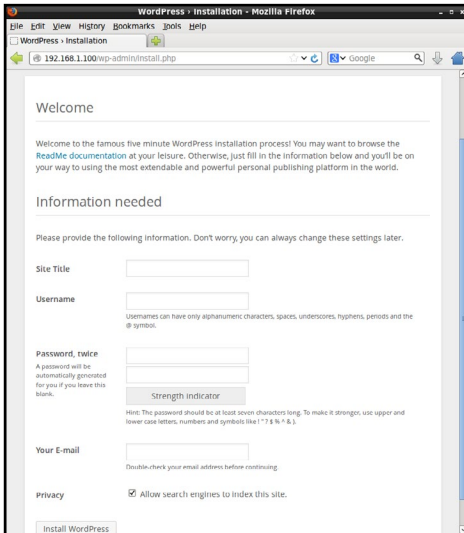 WordPress › Installation - Mozilla Firefox
File Edit View History Bookmarks Tools Help
WordPress › Installation
192.168.1.100/wp-admin/install.php
Google
Welcome
Welcome to the famous five minute WordPress installation process! You may want to browse the
ReadMe documentation at your leisure. Otherwise, just fill in the information below and you'll be on
your way to using the most extendable and powerful personal publishing platform in the world.
Information needed
Please provide the following information. Don't worry, you can always change these settings later.
Site Title
Username
Usernames can have only alphanumeric characters, spaces, underscores, hyphens, periods and the
@ symbol.
Password, twice
A password will be
automatically generated
for you if you leave this
blank.
Strength indicator
Hint: The password should be at least seven characters long. To make it stronger, use upper and
lower case letters, numbers and symbols like ! " ? $ % ^ & ).
Your E-mail
Double-check your email address before continuing.
Privacy
Allow search engines to index this site.
Install WordPress